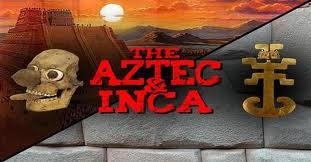 THE
AZTEC
&
INCA